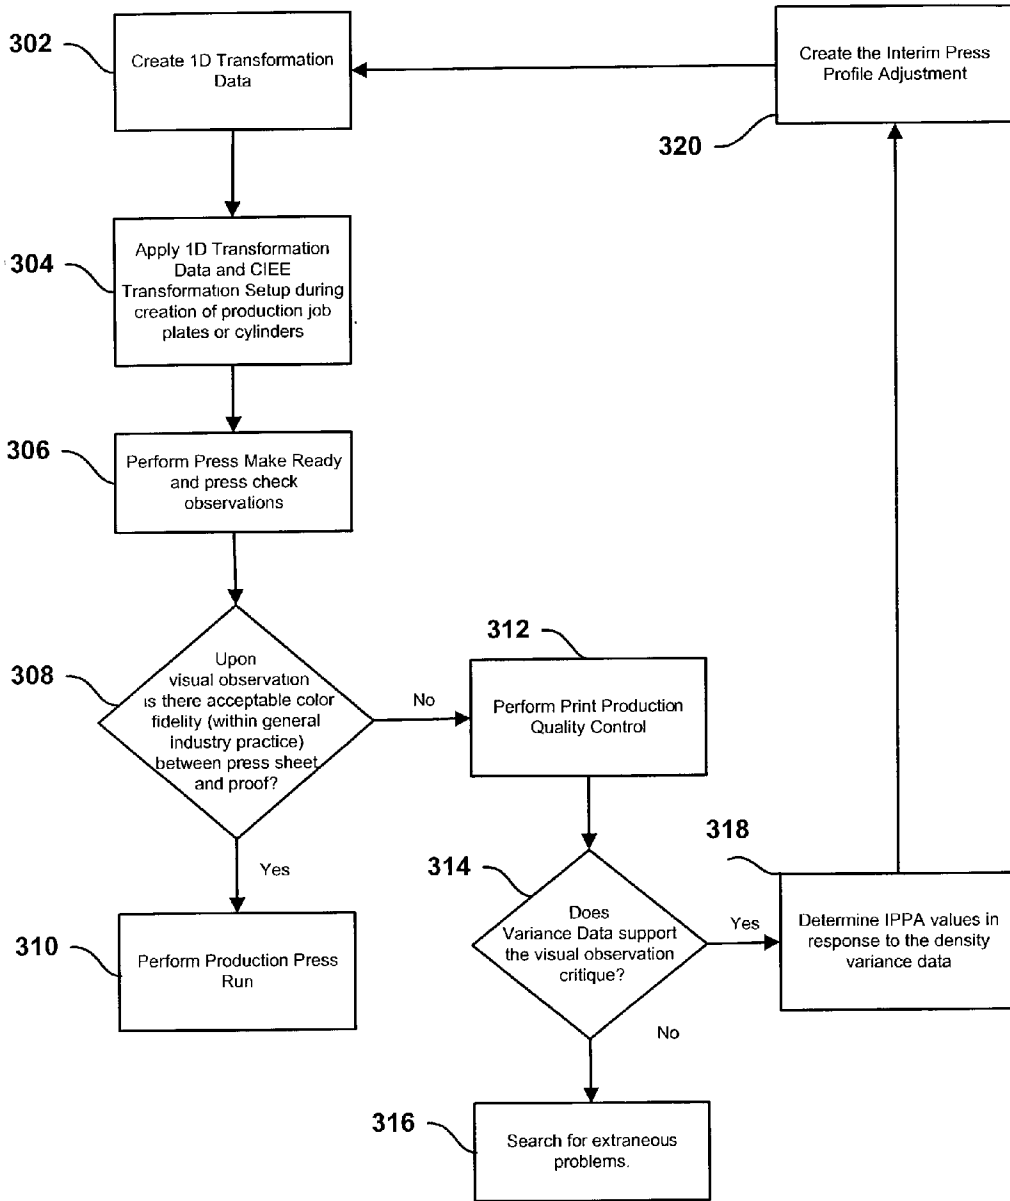 302
Create 1D Transformation
Data
Create the Interim Press
Profile Adjustment
320
304
Apply 1D Transformation
Data and CIEE
Transformation Setup during
creation of production job
plates or cylinders
306
Perform Press Make Ready
and press check
observations
308
Upon
visual observation
is there acceptable color
fidelity (within general
industry practice)
between press sheet
and proof?
No
Yes
310
Perform Production Press
Run
312
Perform Print Production
Quality Control
314
Does
Variance Data support
the visual observation
critique?
Yes
No
318
Determine IPPA values in
response to the density
variance data
316
Search for extraneous
problems.